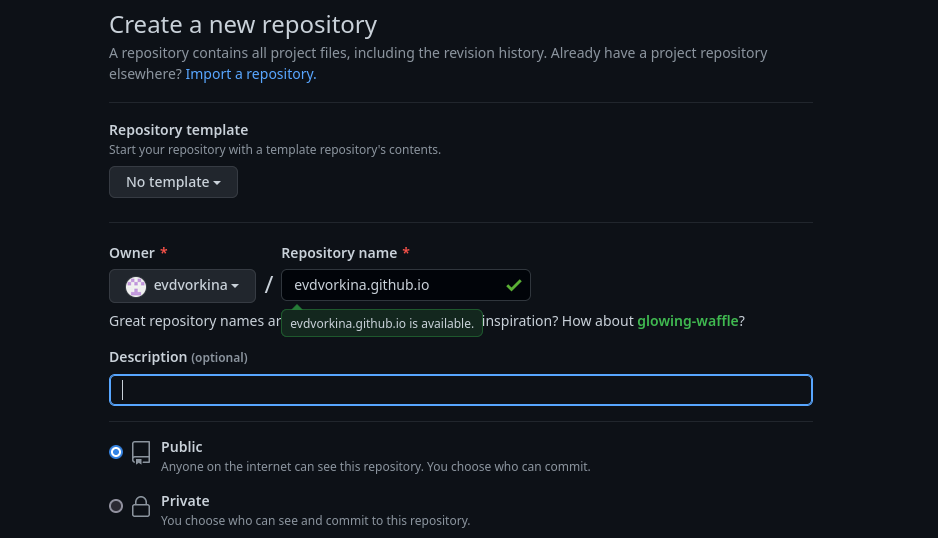 Create a new repository
A repository contains all project files, including the revision history. Already have a project repository
elsewhere? Import a repository.
Repository template
Start your repository with a template repository's contents.
No template
Owner *
Repository name *
evdvorkina / evdvorkina.github.io
Great repository names ar
evdvorkina.github.io is available.
inspiration? How about glowing-waffle?
Description (optional)
Public
Anyone on the internet can see this repository. You choose who can commit.
Private
You choose who can see and commit to this repository.